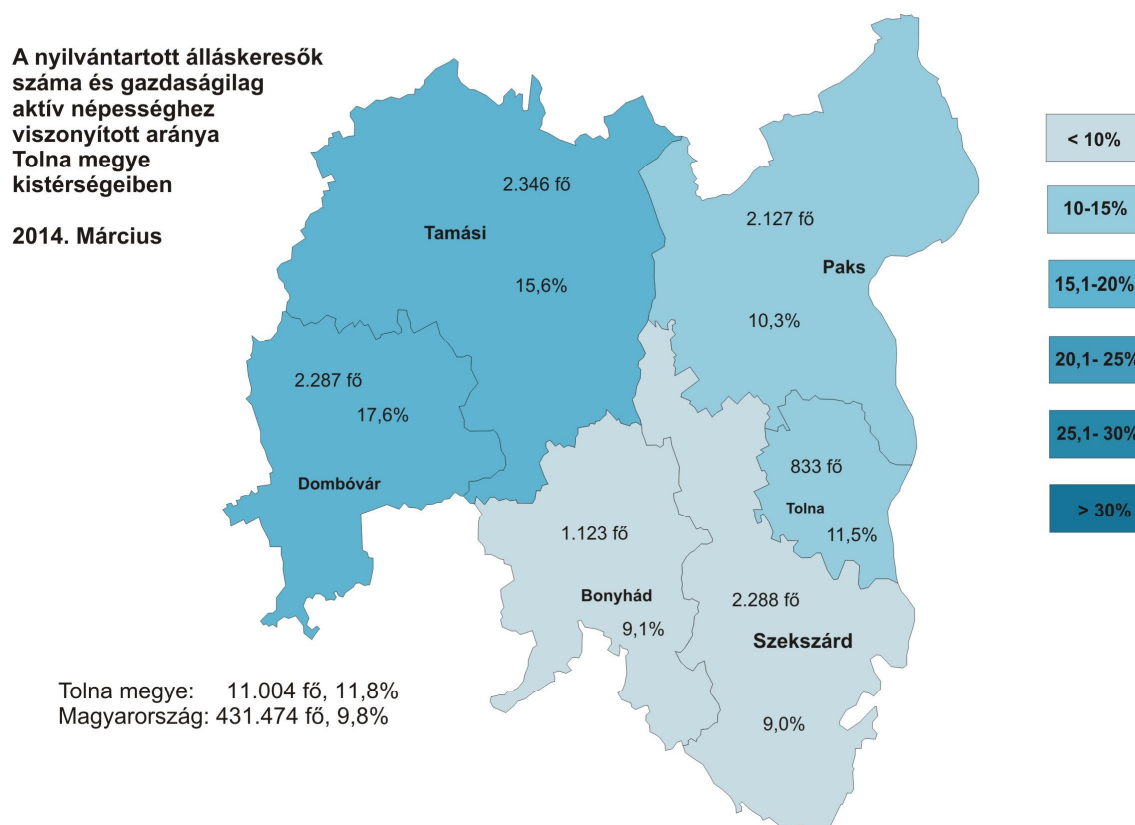 A nyilvántartott álláskeresők
száma és gazdaságilag
aktív népességhez
viszonyított aránya
Tolna megye
kistérségeiben
2014. Március
2.346 fő
Tamási
15,6%
2.127 fő
Paks
10,3%
2.287 fő
17,6%
Dombóvár
833 fő
Tolna
11,5%
1.123 fő
Bonyhád
9,1%
2.288 fő
Szekszárd
9,0%
Tolna megye: 11.004 fő, 11,8%
Magyarország: 431.474 fő, 9,8%
< 10%
10-15%
15,1-20%
20,1- 25%
25,1- 30%
> 30%